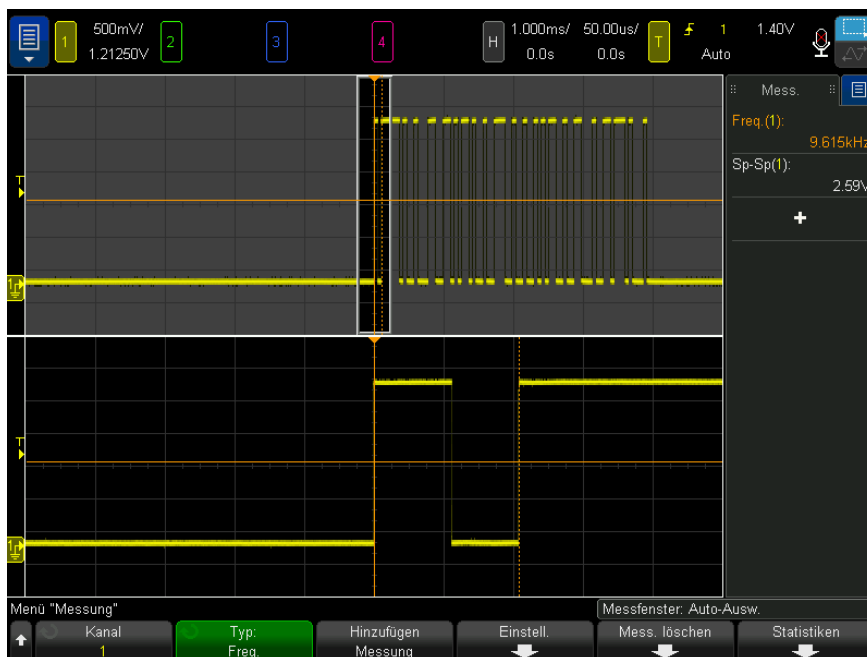 500mV/
1
1.21250V
2
3
4
H
1.000ms/
0.0s
50.00us/
0.0s
T
1
Auto
1.40V
Mess.
Freq.(1):
9.615kHz
Sp-Sp(1):
2.59V
+
T
1
T
1
Menü "Messung"
Messfenster: Auto-Ausw.
Kanal
1
Typ:
Freq.
Hinzufügen
Messung
Einstell.
Mess. löschen
Statistiken